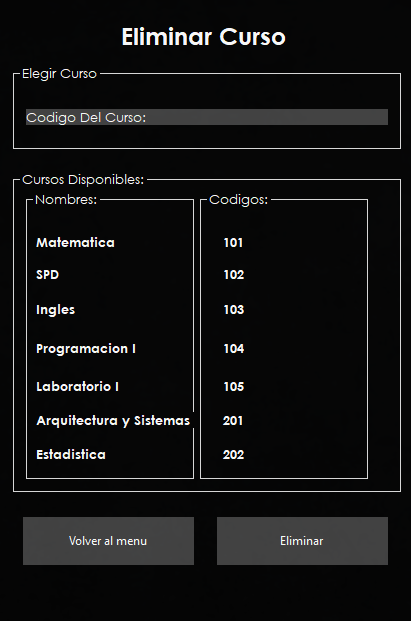 Eliminar Curso
Elegir Curso
Codigo Del Curso:
Cursos Disponibles:
Nombres: Codigos:
Matematica 101
SPD 102
Ingles 103
Programacion I 104
Laboratorio I 105
Arquitectura y Sistemas 201
Estadistica 202
Volver al menu Eliminar